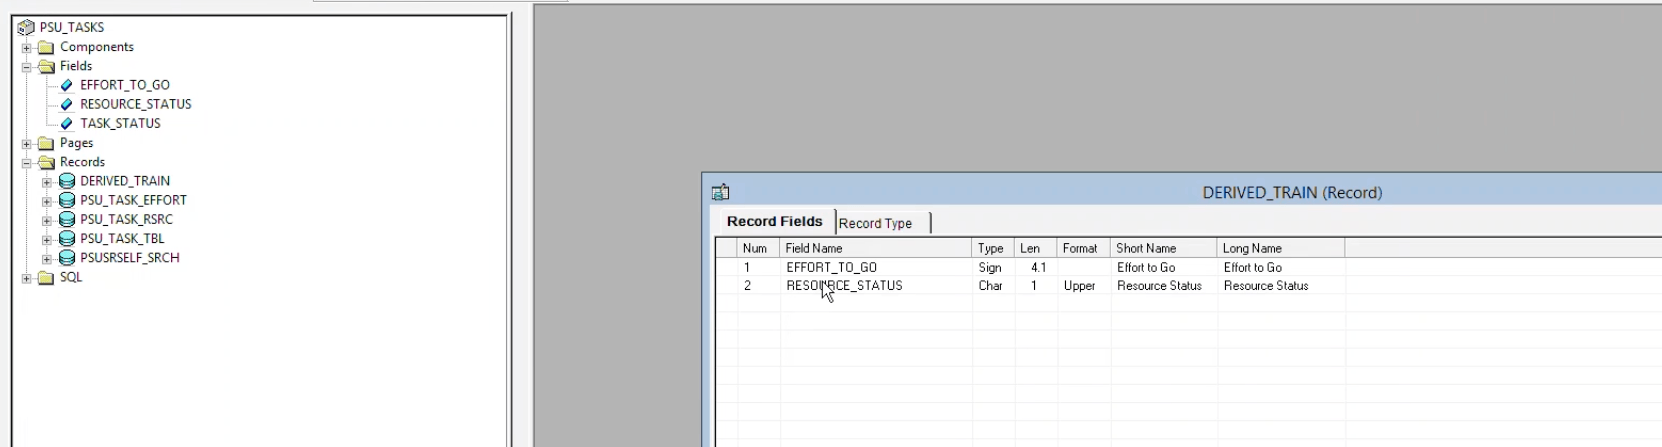 PSU_TASKS
Components
Fields
EFFORT_TO_GO
RESOURCE_STATUS
TASK_STATUS
Pages
Records
DERIVED_TRAIN
PSU_TASK_EFFORT
PSU_TASK_RSRC
PSU_TASK_TBL
PSUSRSELF_SRCH
SQL
DERIVED_TRAIN (Record)
Record Fields Record Type
Num Field Name Type Len Format Short Name Long Name
1 EFFORT_TO_GO Sign 4.1 Effort to Go Effort to Go
2 RESOURCE_STATUS Char 1 Upper Resource Status Resource Status